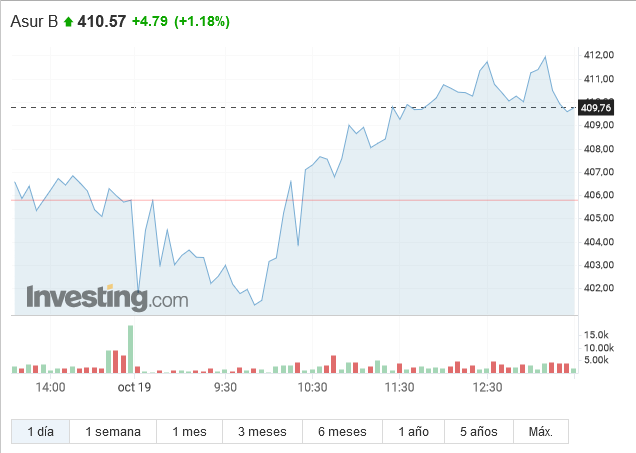 Asur B 410.57 +4.79 (+1.18%)
412,00
411,00
409.76
409,00
408,00
407,00
406,00
405,00
404,00
403,00
402,00
Investing.com
15.0k
10.00k
5.00k
14:00 oct 19 9:30 10:30 11:30 12:30
1 día 1 semana 1 mes 3 meses 6 meses 1 año 5 años Máx.